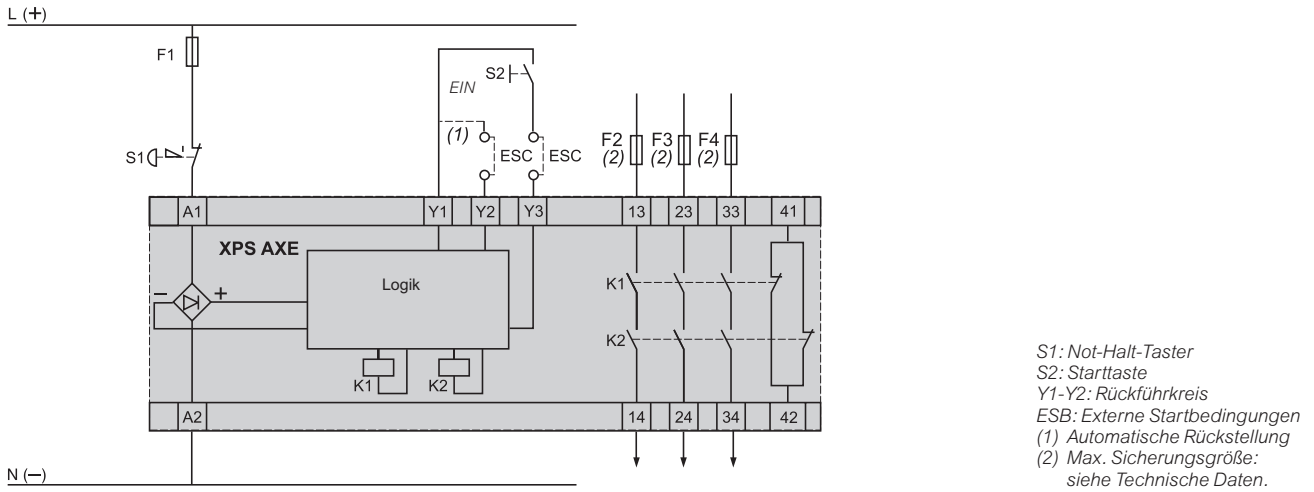 L (+)
F1
S2
EIN
(1)
ESC ESC
S1
F2 F3 F4
(2) (2) (2)
A1 Y1 Y2 Y3 13 23 33 41
XPS AXE
Logik
– +
K1
K2
K1 K2
A2 14 24 34 42
N (–)
S1: Not-Halt-Taster
S2: Starttaste
Y1-Y2: Rückführkreis
ESB: Externe Startbedingungen
(1) Automatische Rückstellung
(2) Max. Sicherungsgröße:
siehe Technische Daten.